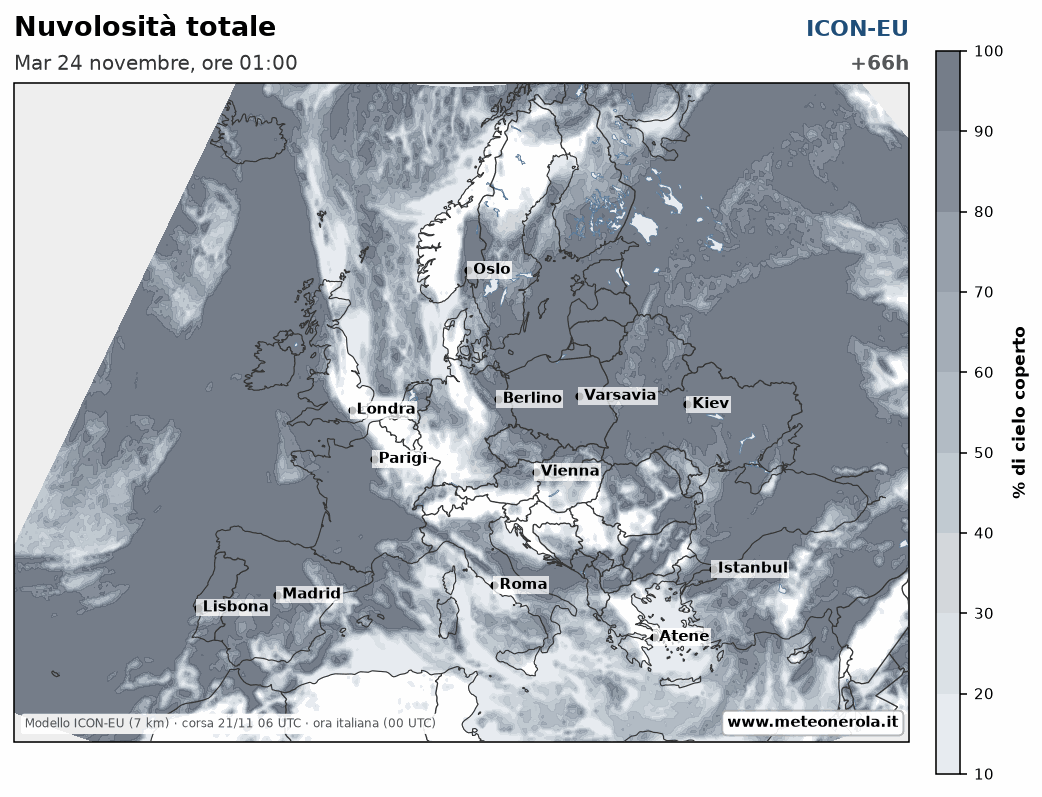 Nuvolosità totale
ICON-EU
Mar 24 novembre, ore 01:00
+66h
100
90
80
70
60
50
40
30
20
10
% di cielo coperto
Oslo
Berlino
Varsavia
Kiev
Londra
Parigi
Vienna
Istanbul
Roma
Madrid
Lisbona
Atene
Modello ICON-EU (7 km) · corsa 21/11 06 UTC · ora italiana (00 UTC)
www.meteonerola.it